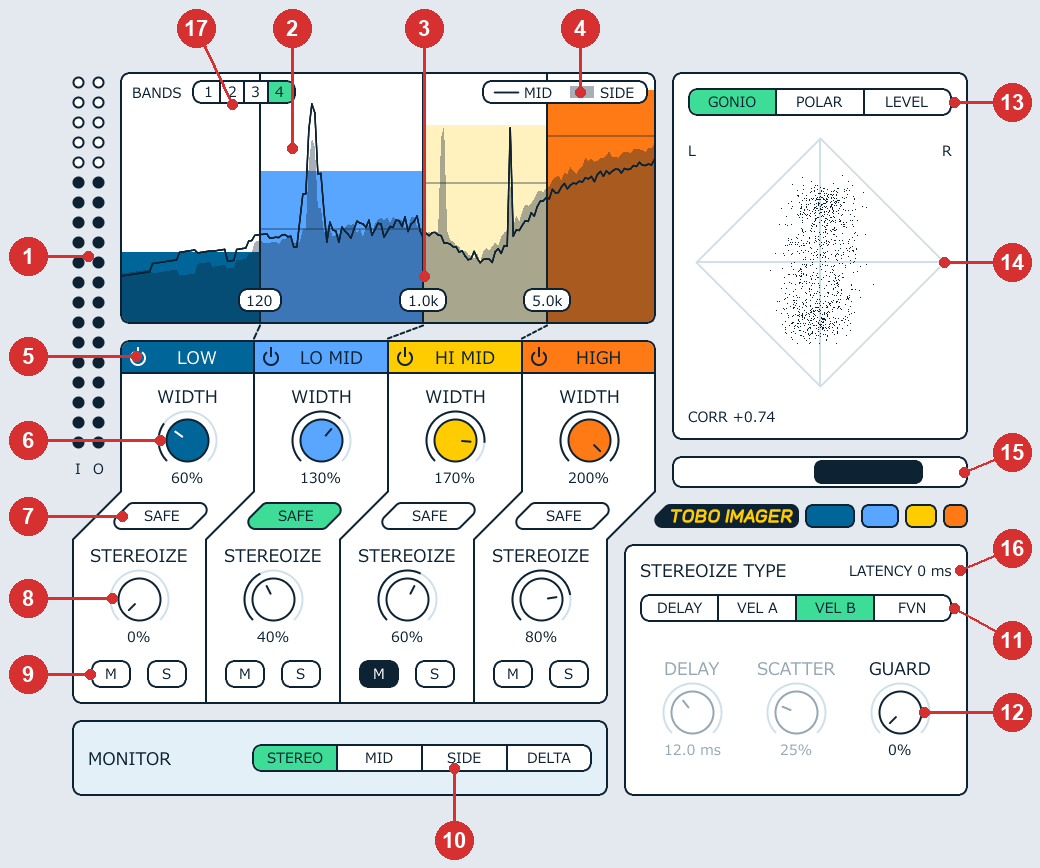 17
2
3
4
BANDS 1 2 3 4
MID SIDE
13
GONIO POLAR LEVEL
L R
1
14
120 1.0k 5.0k
5
LOW LO MID HI MID HIGH
WIDTH WIDTH WIDTH WIDTH
CORR +0.74
6
60% 130% 170% 200%
I O
15
7
SAFE SAFE SAFE SAFE
TOBO IMAGER
16
STEREOIZE STEREOIZE STEREOIZE STEREOIZE
STEREOIZE TYPE LATENCY 0 ms
8
DELAY VEL A VEL B FVN
11
0% 40% 60% 80%
9
M S M S M S M S
DELAY SCATTER GUARD
12
12.0 ms 25% 0%
MONITOR STEREO MID SIDE DELTA
10